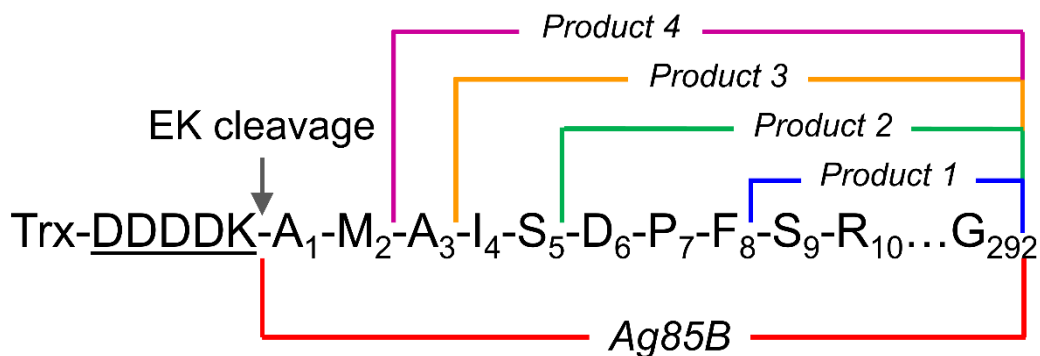 Product 4
Product 3
EK cleavage
Product 2
Product 1
Trx-DDDDK-A₁-M₂-A₃-I₄-S₅-D₆-P₇-F₈-S₉-R₁₀...G₂₉₂
Ag85B